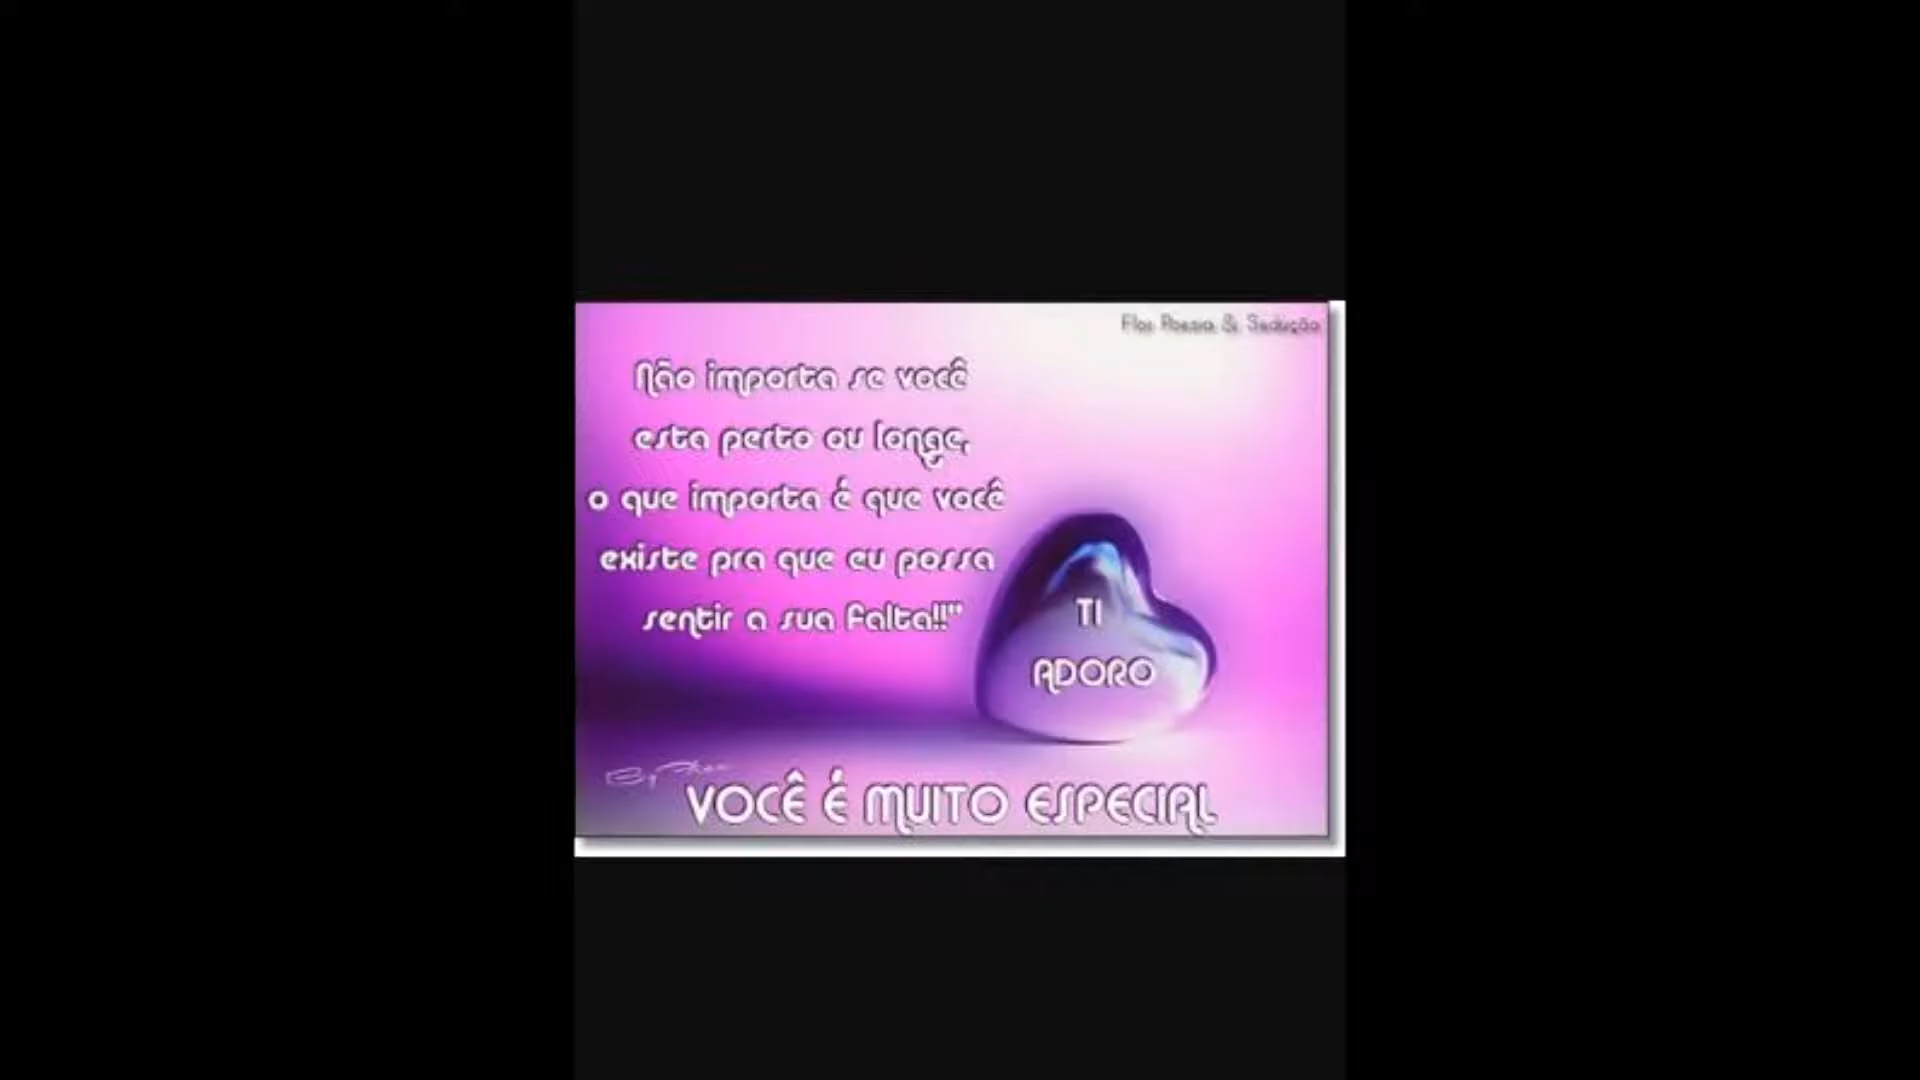 Não importa se você
esta perto ou longe,
o que importa é que você
existe pra que eu possa
sentir a sua falta!!"
TI
ADORO
VOCÊ É MUITO ESPECIAL
Poesia & Sedução
By